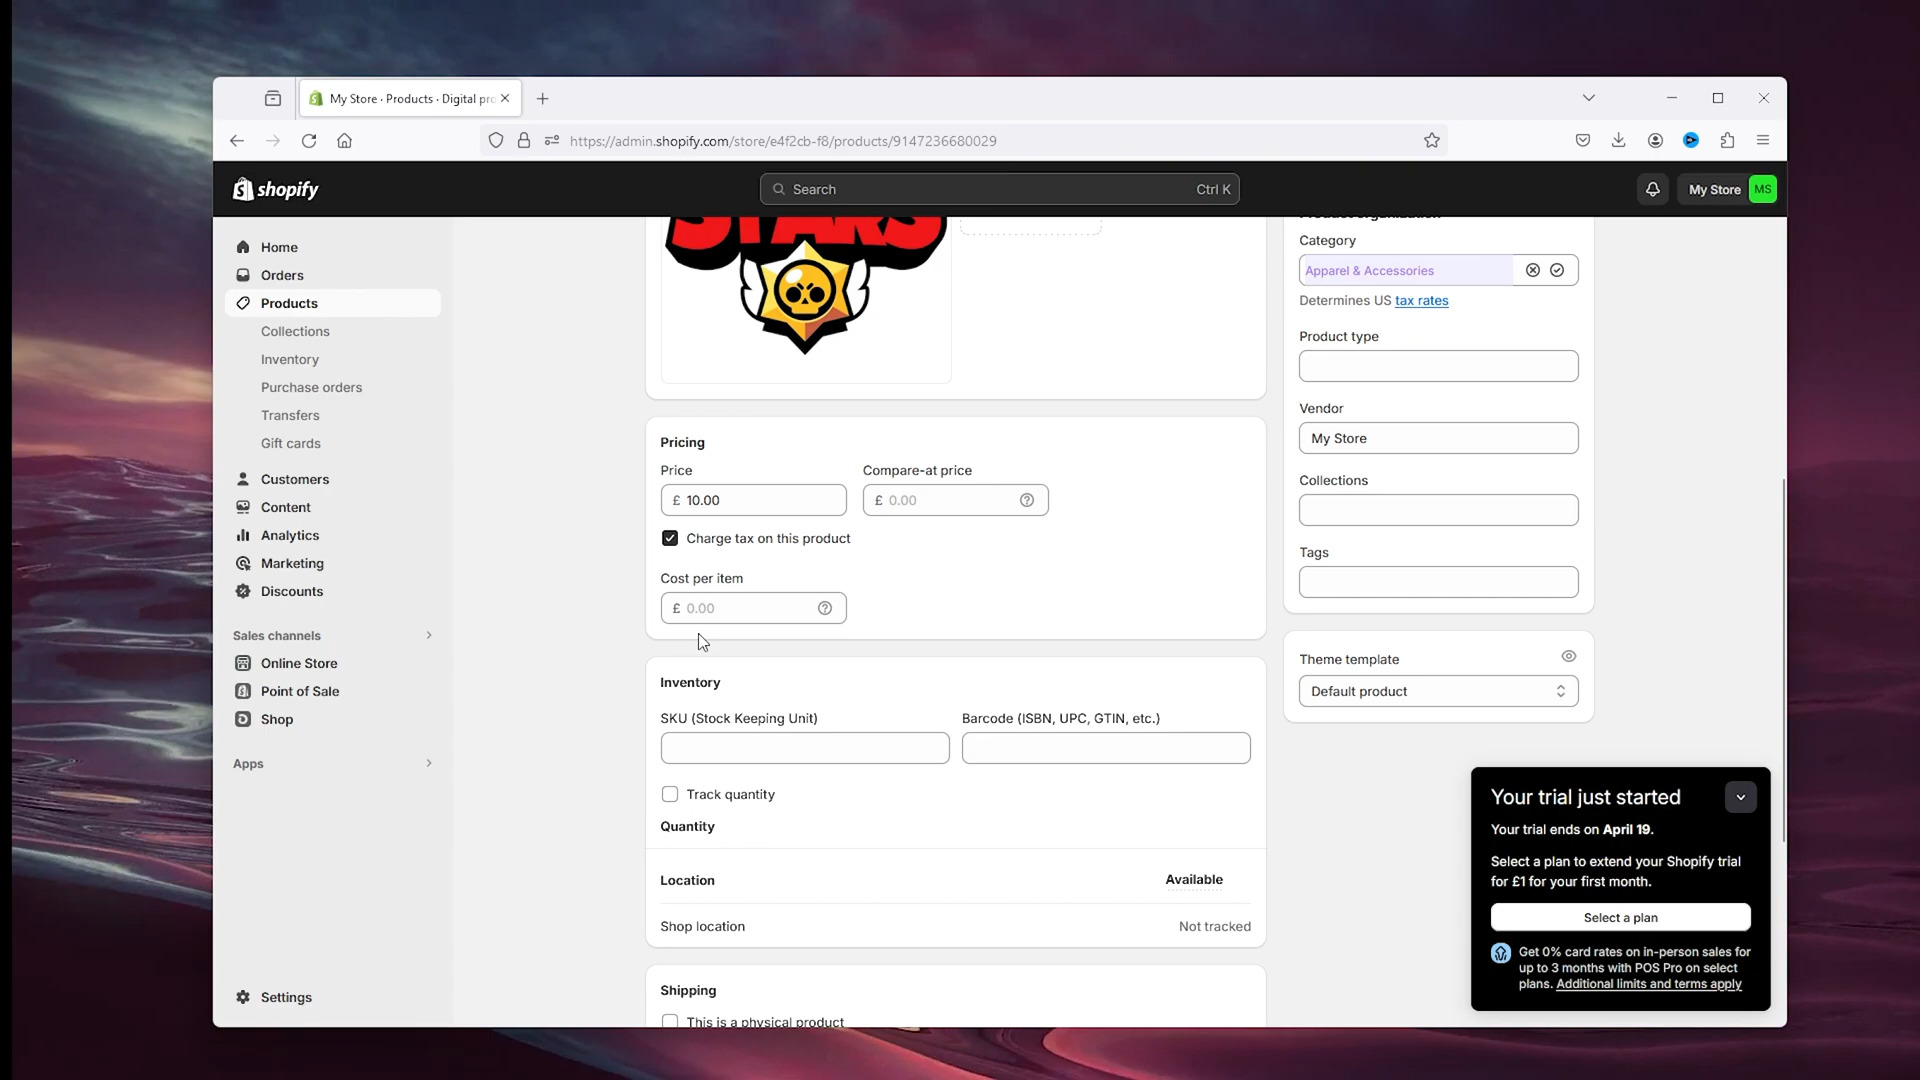 My Store · Products · Digital pro
https://admin.shopify.com/store/e4f2cb-f8/products/9147236680029
shopify
Search
Ctrl K
My Store
MS
Home
Orders
Products
Collections
Inventory
Purchase orders
Transfers
Gift cards
Customers
Content
Analytics
Marketing
Discounts
Sales channels
Online Store
Point of Sale
Shop
Apps
Settings
STARS
Pricing
Price
Compare-at price
£ 10.00
£ 0.00
Charge tax on this product
Cost per item
£ 0.00
Inventory
SKU (Stock Keeping Unit)
Barcode (ISBN, UPC, GTIN, etc.)
Track quantity
Quantity
Location
Available
Shop location
Not tracked
Shipping
This is a physical product
Product organization
Category
Apparel & Accessories
Determines US tax rates
Product type
Vendor
My Store
Collections
Tags
Theme template
Default product
Your trial just started
Your trial ends on April 19.
Select a plan to extend your Shopify trial
for £1 for your first month.
Select a plan
Get 0% card rates on in-person sales for
up to 3 months with POS Pro on select
plans. Additional limits and terms apply